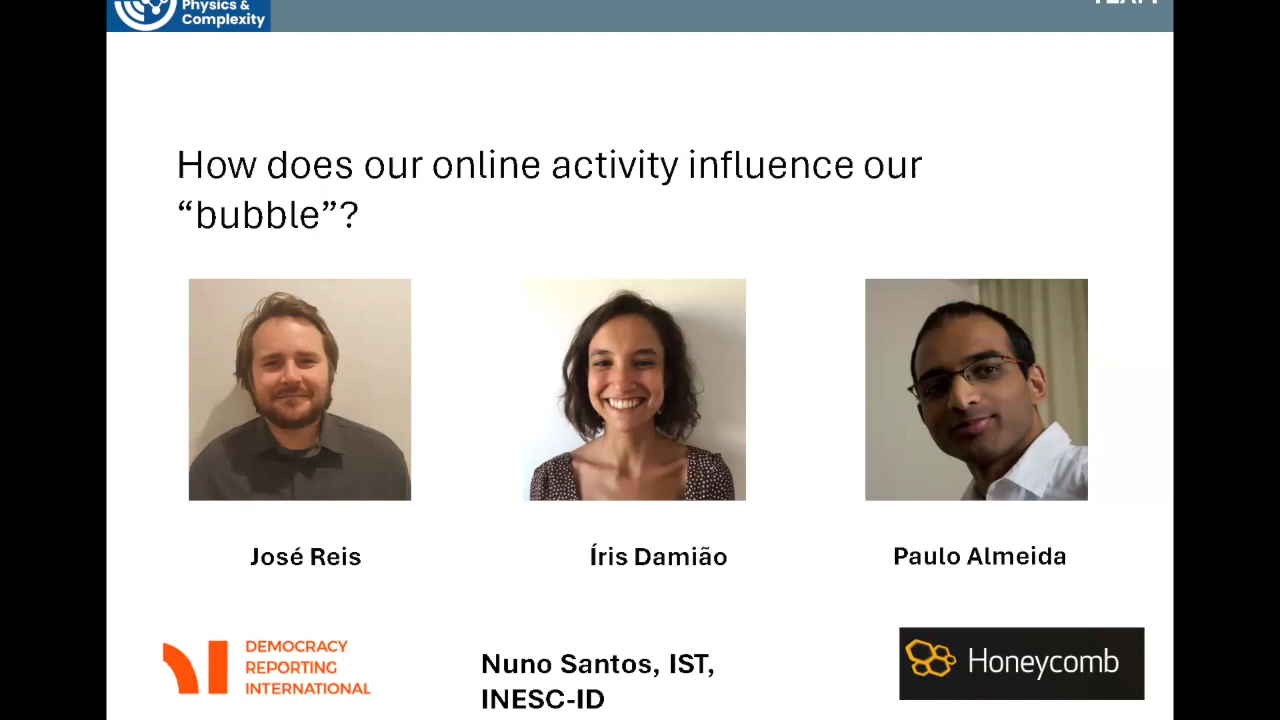 Physics &
Complexity
TEAM
How does our online activity influence our
“bubble”?
José Reis
Íris Damião
Paulo Almeida
DEMOCRACY
REPORTING
INTERNATIONAL
Nuno Santos, IST,
INESC-ID
Honeycomb